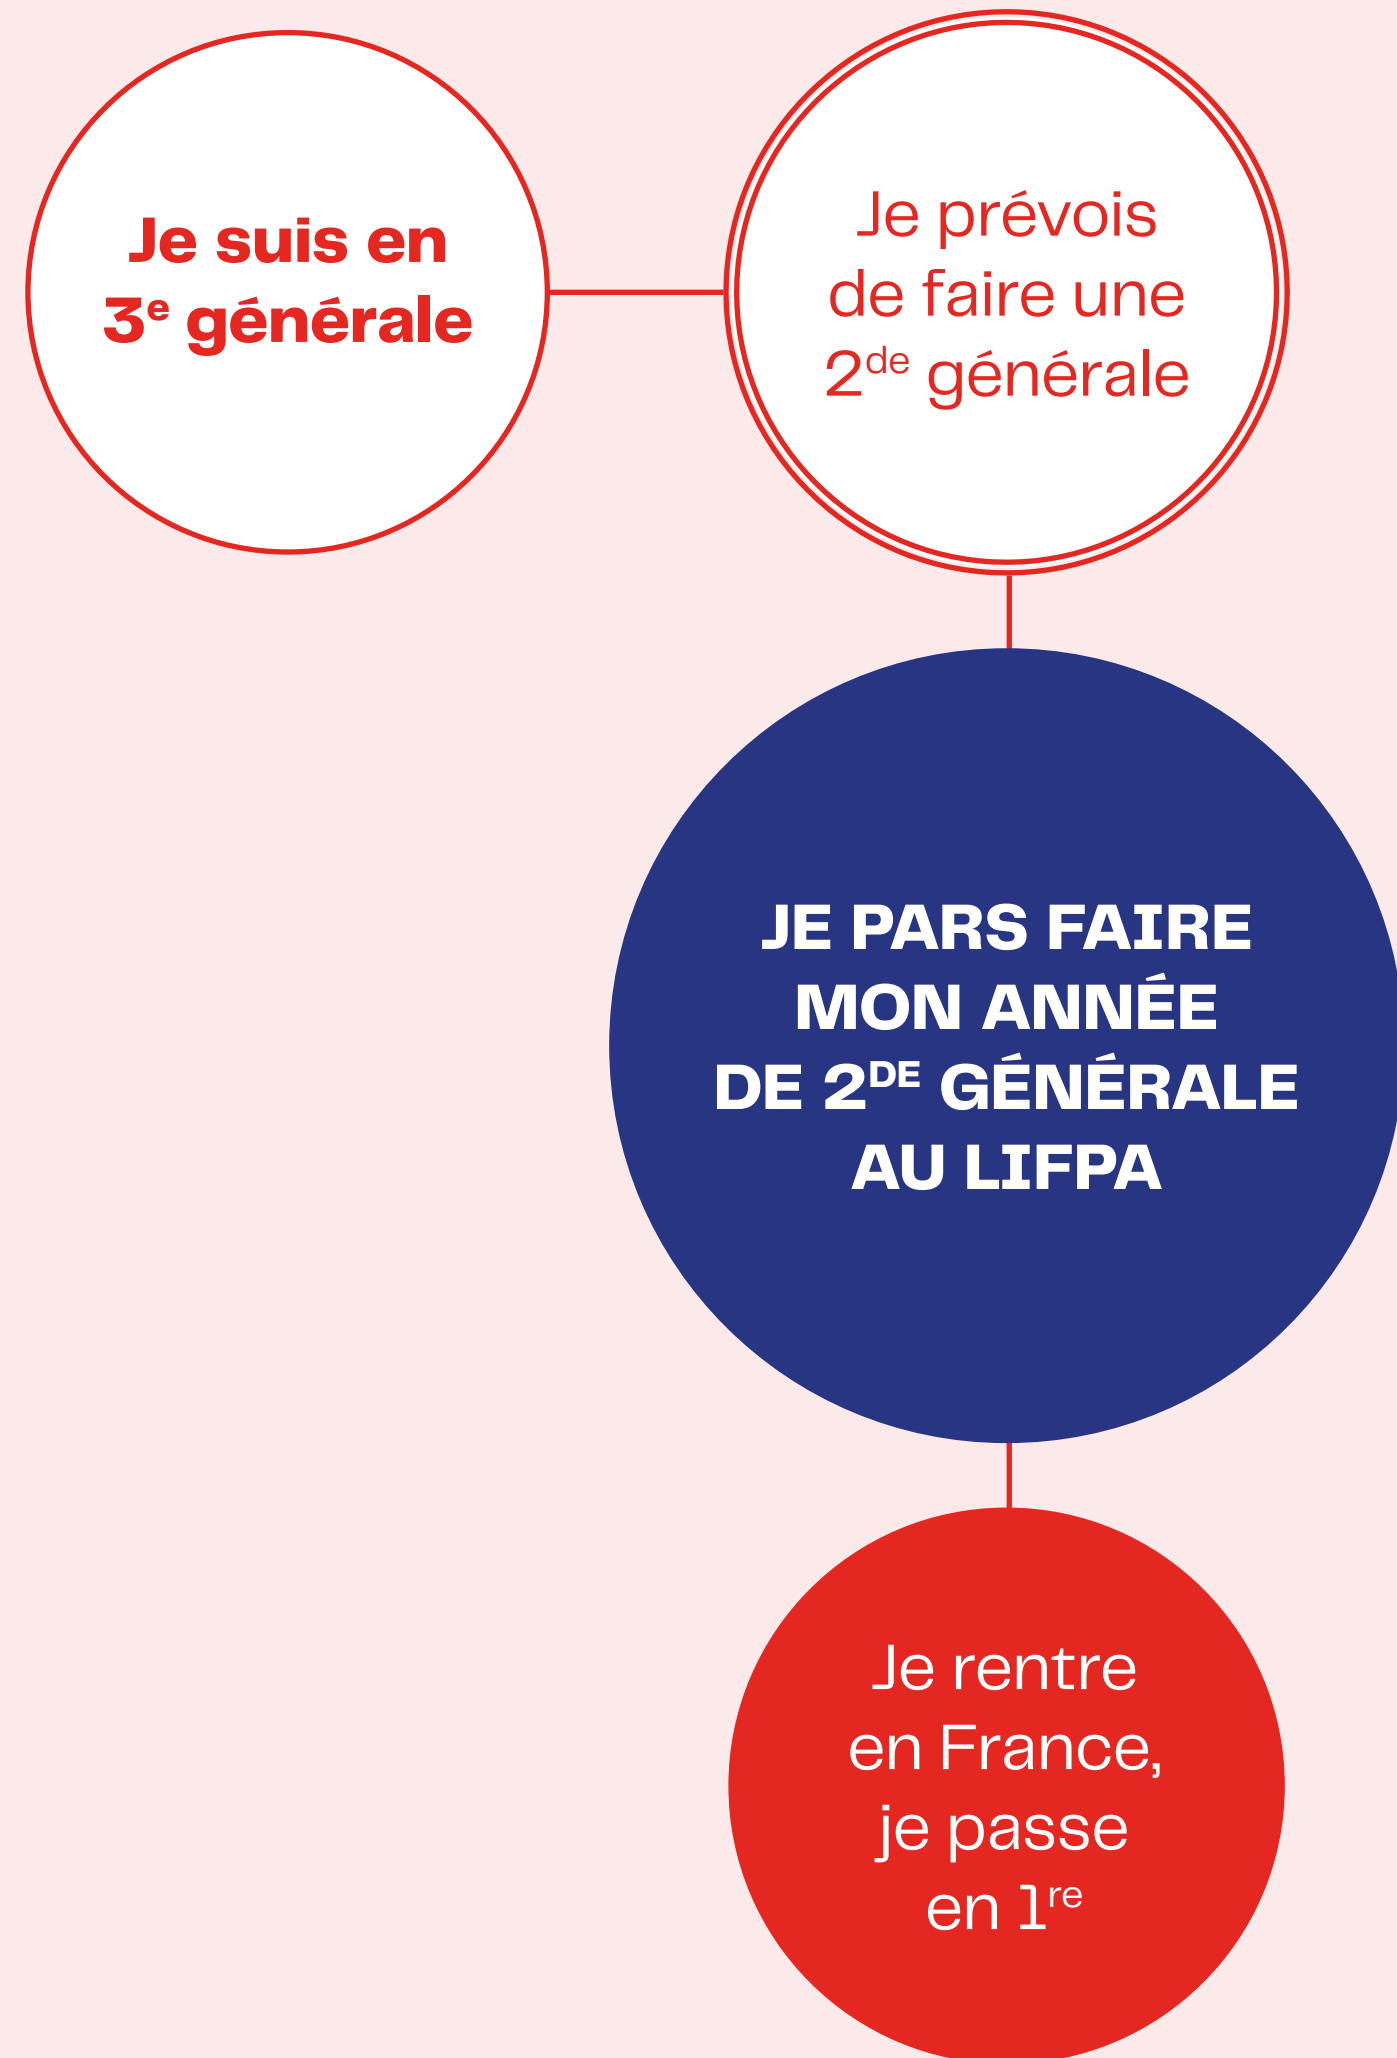 Je suis en
3ᵉ générale
Je prévois
de faire une
2ᵈᵉ générale
JE PARS FAIRE
MON ANNÉE
DE 2ᴰᴱ GÉNÉRALE
AU LIFPA
Je rentre
en France,
je passe
en 1ʳᵉ